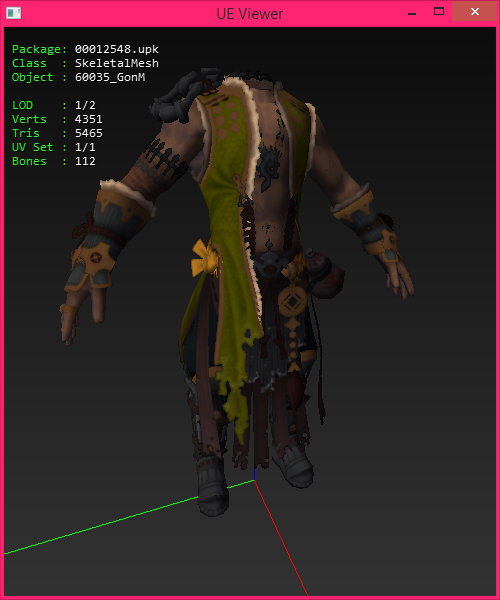 UE Viewer
Package: 00012548.upk
Class : SkeletalMesh
Object : 60035_GonM
LOD : 1/2
Verts : 4351
Tris : 5465
UV Set : 1/1
Bones : 112